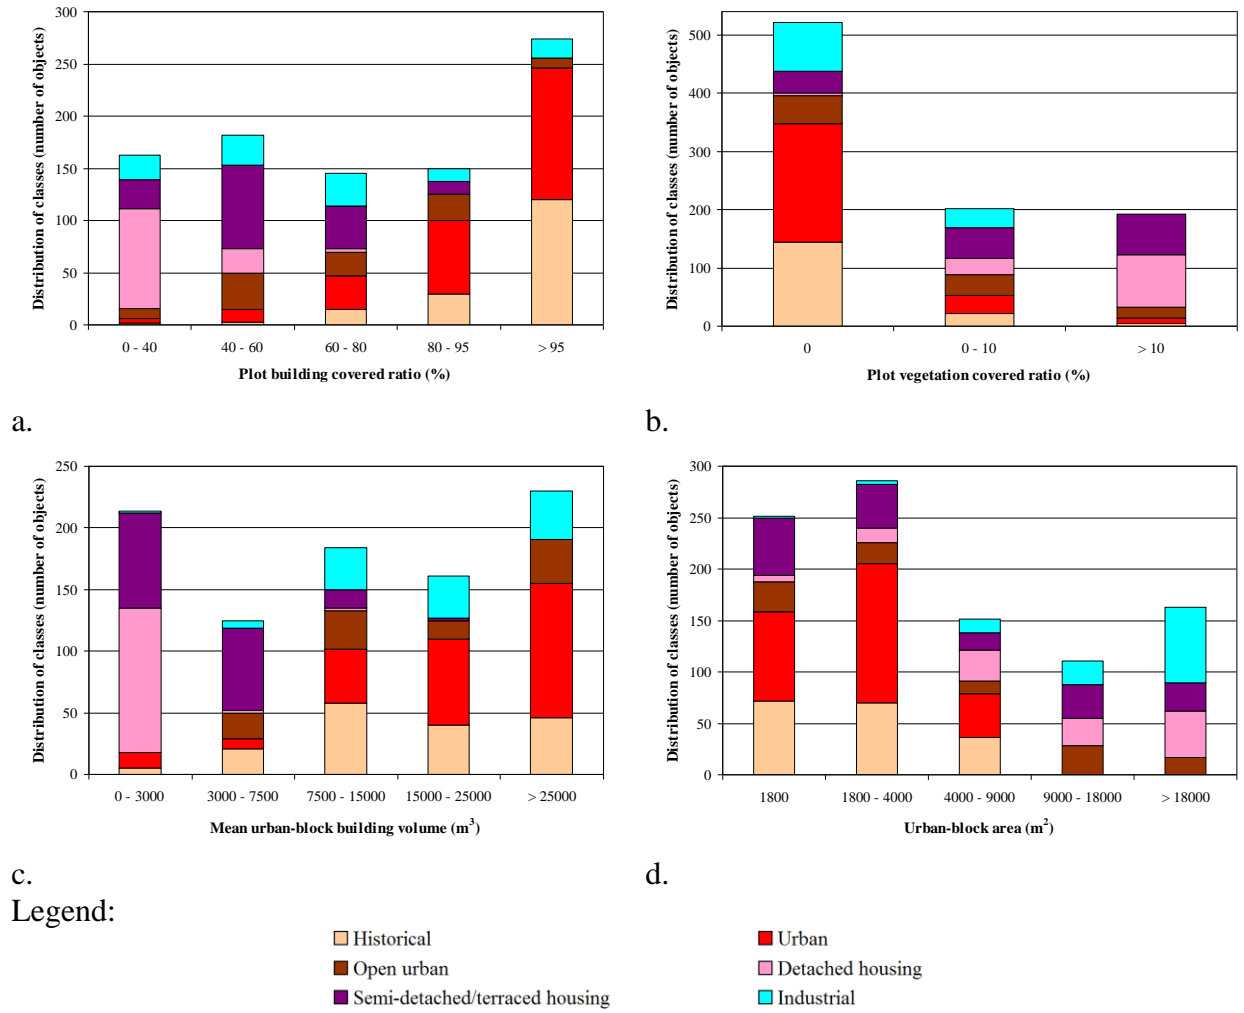 Distribution of classes (number of objects)
300
250
200
150
100
50
0
0 - 40
40 - 60
60 - 80
80 - 95
> 95
Plot building covered ratio (%)
a.
Distribution of classes (number of objects)
500
400
300
200
100
0
0
0 - 10
> 10
Plot vegetation covered ratio (%)
b.
Distribution of classes (number of objects)
250
200
150
100
50
0
0 - 3000
3000 - 7500
7500 - 15000
15000 - 25000
> 25000
Mean urban-block building volume (m³)
c.
Distribution of classes (number of objects)
300
250
200
150
100
50
0
1800
1800 - 4000
4000 - 9000
9000 - 18000
> 18000
Urban-block area (m²)
d.
Legend:
Historical
Urban
Open urban
Detached housing
Semi-detached/terraced housing
Industrial